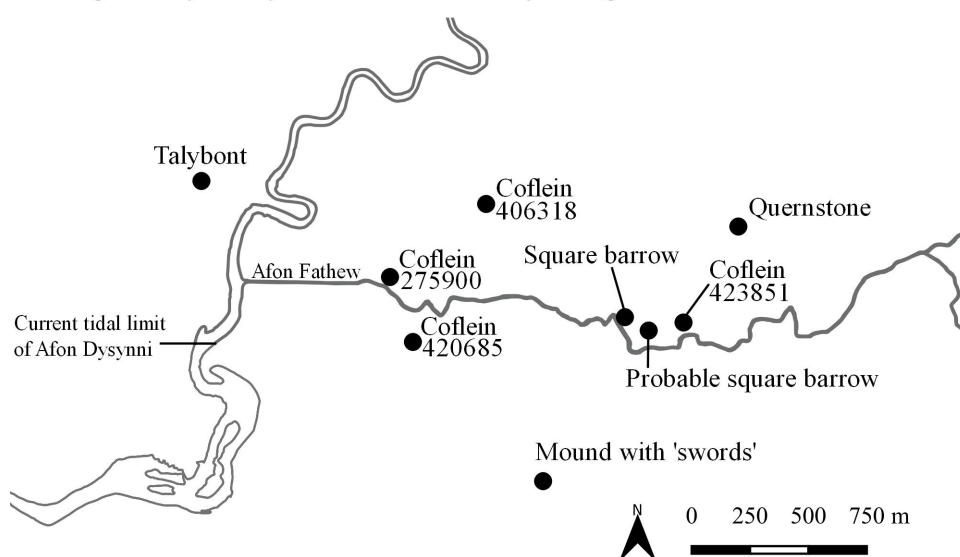 Talybont
Coflein
406318
Quernstone
Square barrow
Coflein
275900
Afon Fathew
Coflein
423851
Current tidal limit
of Afon Dysynni
Coflein
420685
Probable square barrow
Mound with 'swords'
N
0 250 500 750 m